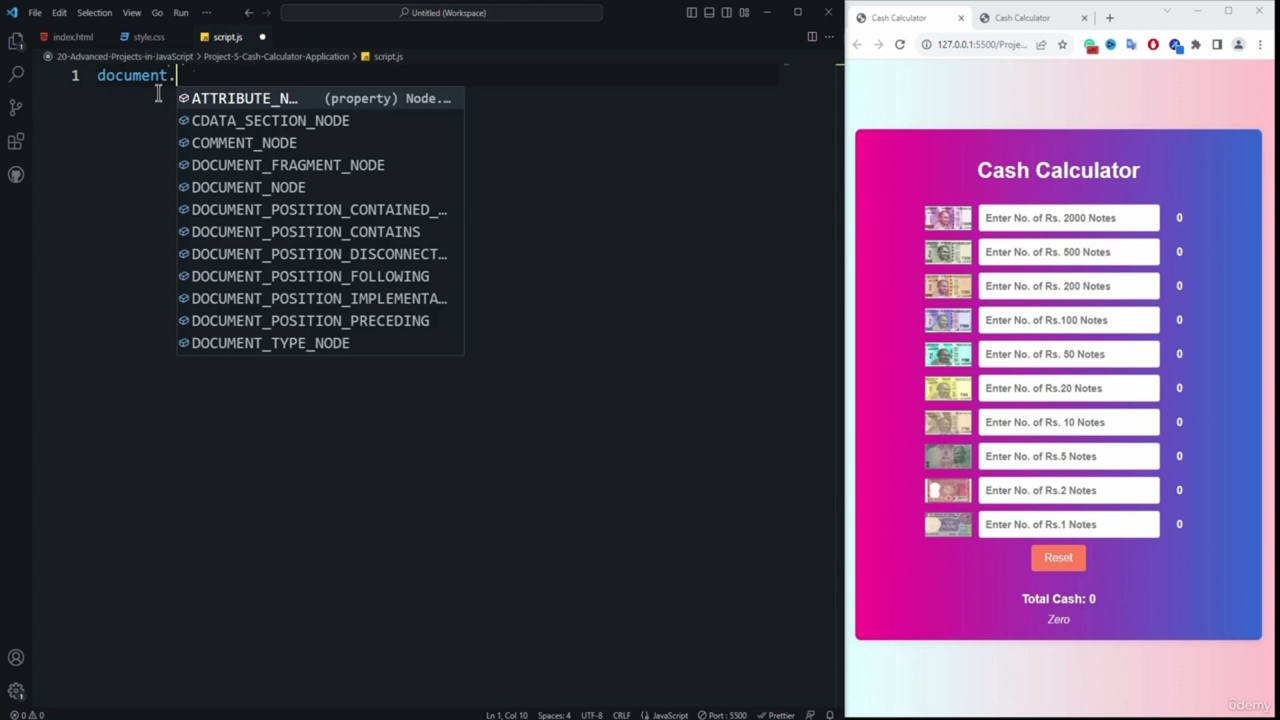 File Edit Selection View Go Run ··· Untitled (Workspace)
index.html style.css script.js
20-Advanced-Projects-in-JavaScript > Project-5-Cash-Calculator-Application > script.js
1 document.
ATTRIBUTE_N… (property) Node.…
CDATA_SECTION_NODE
COMMENT_NODE
DOCUMENT_FRAGMENT_NODE
DOCUMENT_NODE
DOCUMENT_POSITION_CONTAINED_…
DOCUMENT_POSITION_CONTAINS
DOCUMENT_POSITION_DISCONNECT…
DOCUMENT_POSITION_FOLLOWING
DOCUMENT_POSITION_IMPLEMENTA…
DOCUMENT_POSITION_PRECEDING
DOCUMENT_TYPE_NODE
0 0 Ln 1, Col 10 Spaces: 4 UTF-8 CRLF {} JavaScript Port : 5500 Prettier
Cash Calculator Cash Calculator
127.0.0.1:5500/Proje...
Cash Calculator
Enter No. of Rs. 2000 Notes 0
Enter No. of Rs. 500 Notes 0
Enter No. of Rs. 200 Notes 0
Enter No. of Rs.100 Notes 0
Enter No. of Rs. 50 Notes 0
Enter No. of Rs.20 Notes 0
Enter No. of Rs. 10 Notes 0
Enter No. of Rs.5 Notes 0
Enter No. of Rs.2 Notes 0
Enter No. of Rs.1 Notes 0
Reset
Total Cash: 0
Zero
ûdemy